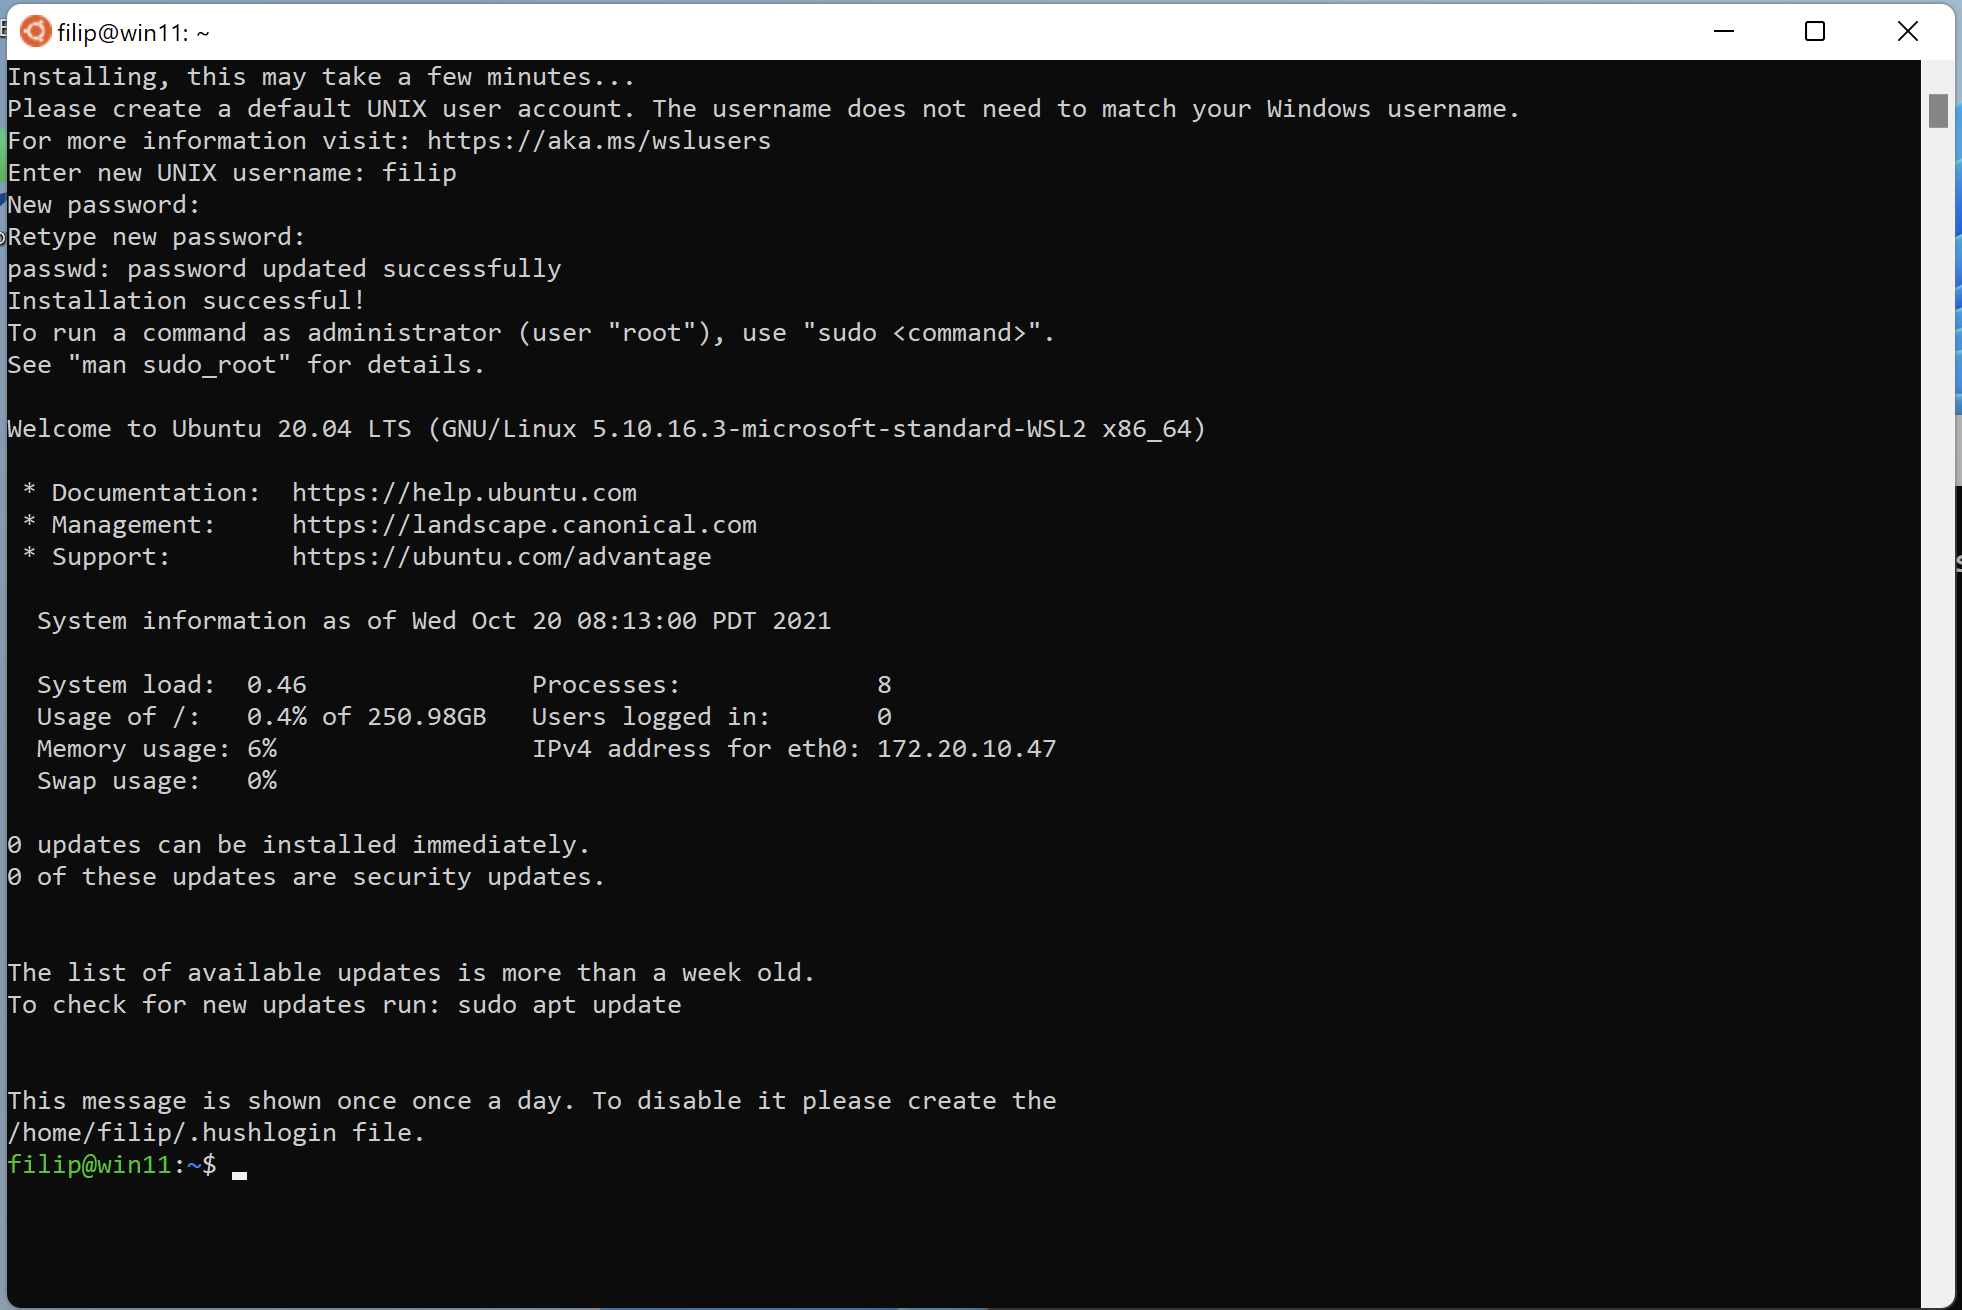 filip@win11: ~
Installing, this may take a few minutes...
Please create a default UNIX user account. The username does not need to match your Windows username.
For more information visit: https://aka.ms/wslusers
Enter new UNIX username: filip
New password:
Retype new password:
passwd: password updated successfully
Installation successful!
To run a command as administrator (user "root"), use "sudo <command>".
See "man sudo_root" for details.
Welcome to Ubuntu 20.04 LTS (GNU/Linux 5.10.16.3-microsoft-standard-WSL2 x86_64)
* Documentation:  https://help.ubuntu.com
* Management:     https://landscape.canonical.com
* Support:        https://ubuntu.com/advantage
System information as of Wed Oct 20 08:13:00 PDT 2021
System load:  0.46               Processes:             8
Usage of /:   0.4% of 250.98GB   Users logged in:       0
Memory usage: 6%                 IPv4 address for eth0: 172.20.10.47
Swap usage:   0%
0 updates can be installed immediately.
0 of these updates are security updates.
The list of available updates is more than a week old.
To check for new updates run: sudo apt update
This message is shown once once a day. To disable it please create the
/home/filip/.hushlogin file.
filip@win11:~$